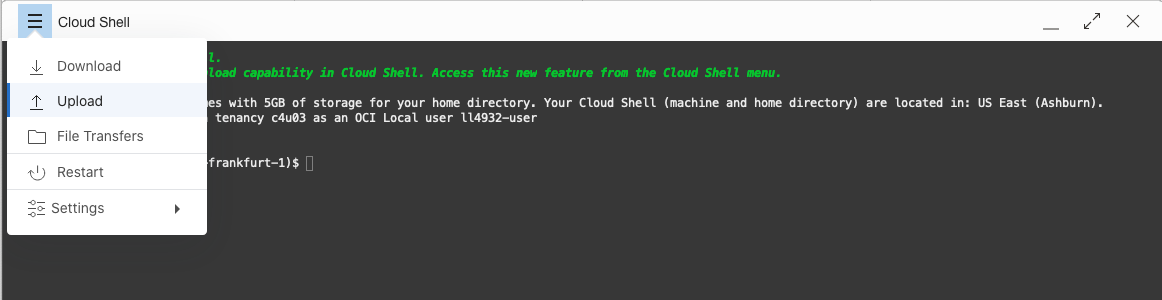 Cloud Shell
Download
Upload
File Transfers
Restart
Settings
l.
load capability in Cloud Shell. Access this new feature from the Cloud Shell menu.
mes with 5GB of storage for your home directory. Your Cloud Shell (machine and home directory) are located in: US East (Ashburn).
tenancy c4u03 as an OCI Local user ll4932-user
-frankfurt-1)$